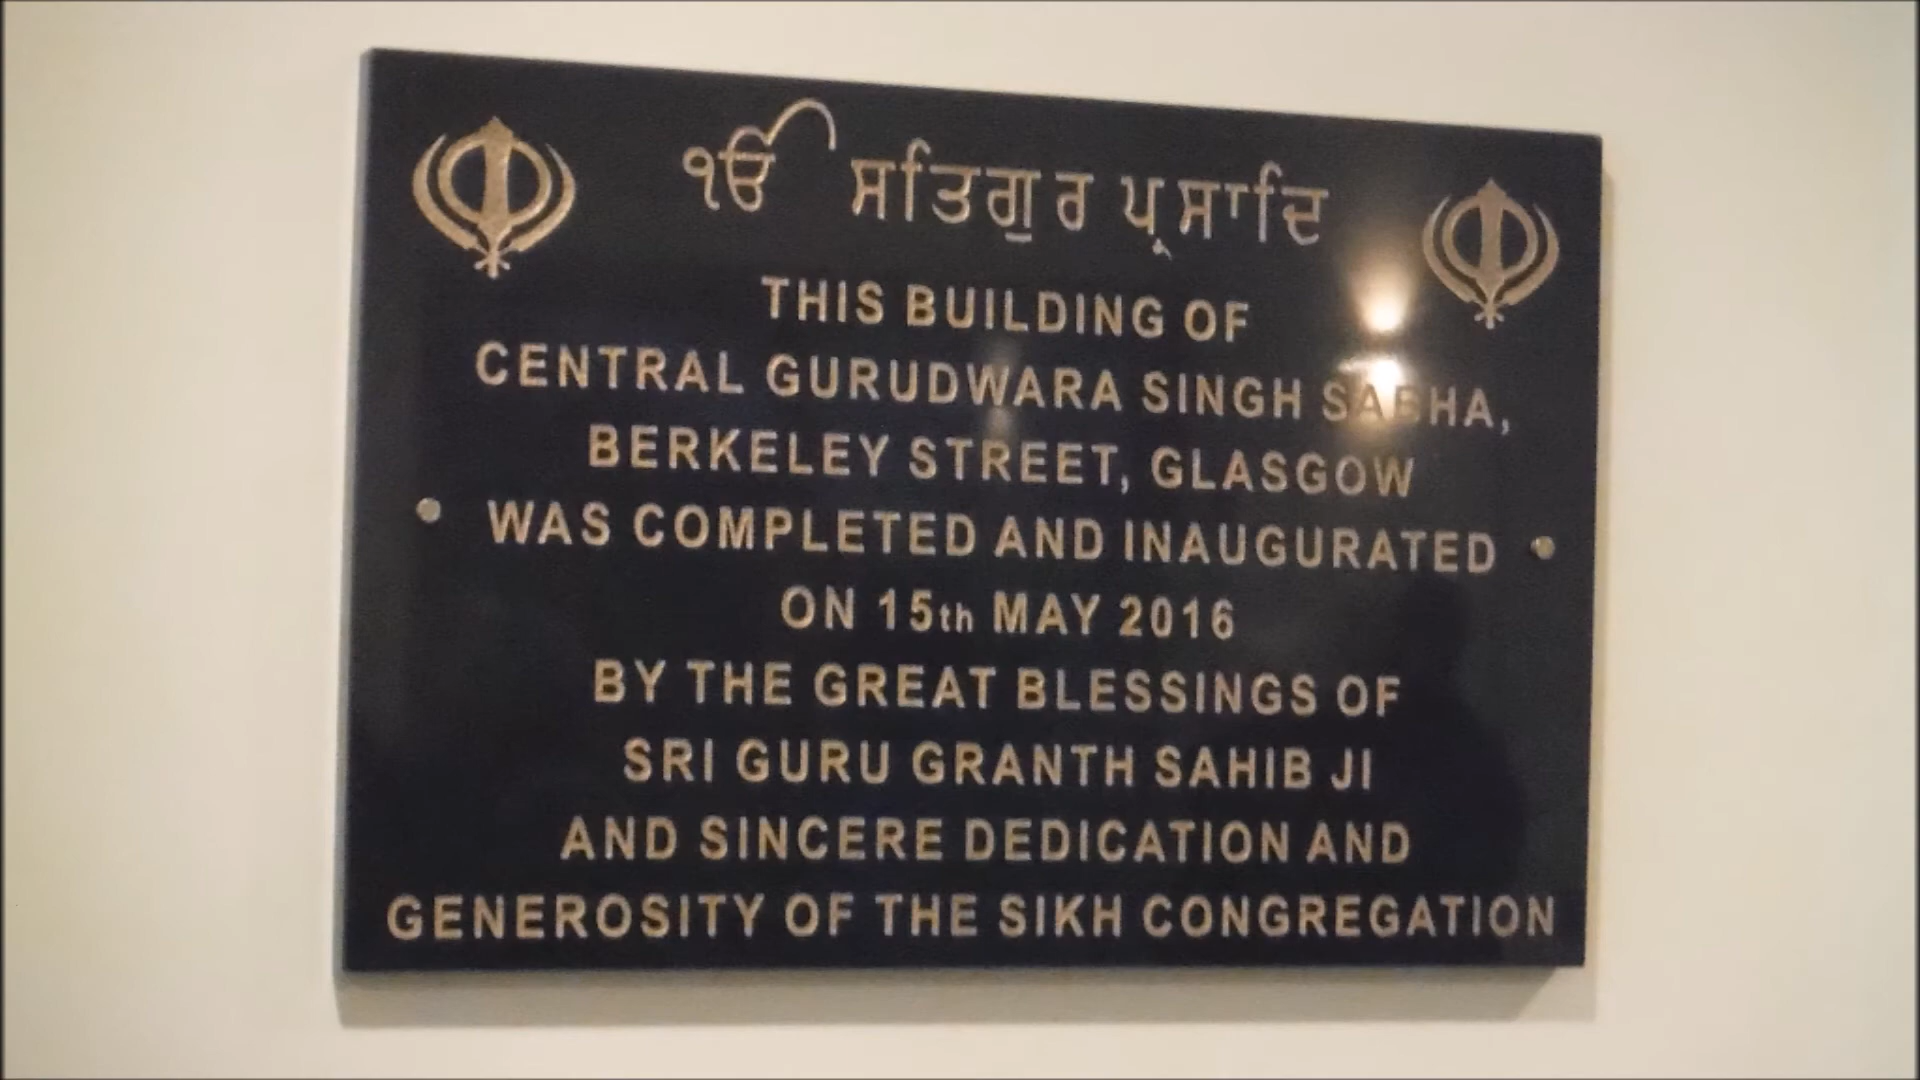 ੴ ਸਤਿਗੁਰ ਪ੍ਰਸਾਦਿ
THIS BUILDING OF
CENTRAL GURUDWARA SINGH SABHA,
BERKELEY STREET, GLASGOW
WAS COMPLETED AND INAUGURATED
ON 15th MAY 2016
BY THE GREAT BLESSINGS OF
SRI GURU GRANTH SAHIB JI
AND SINCERE DEDICATION AND
GENEROSITY OF THE SIKH CONGREGATION